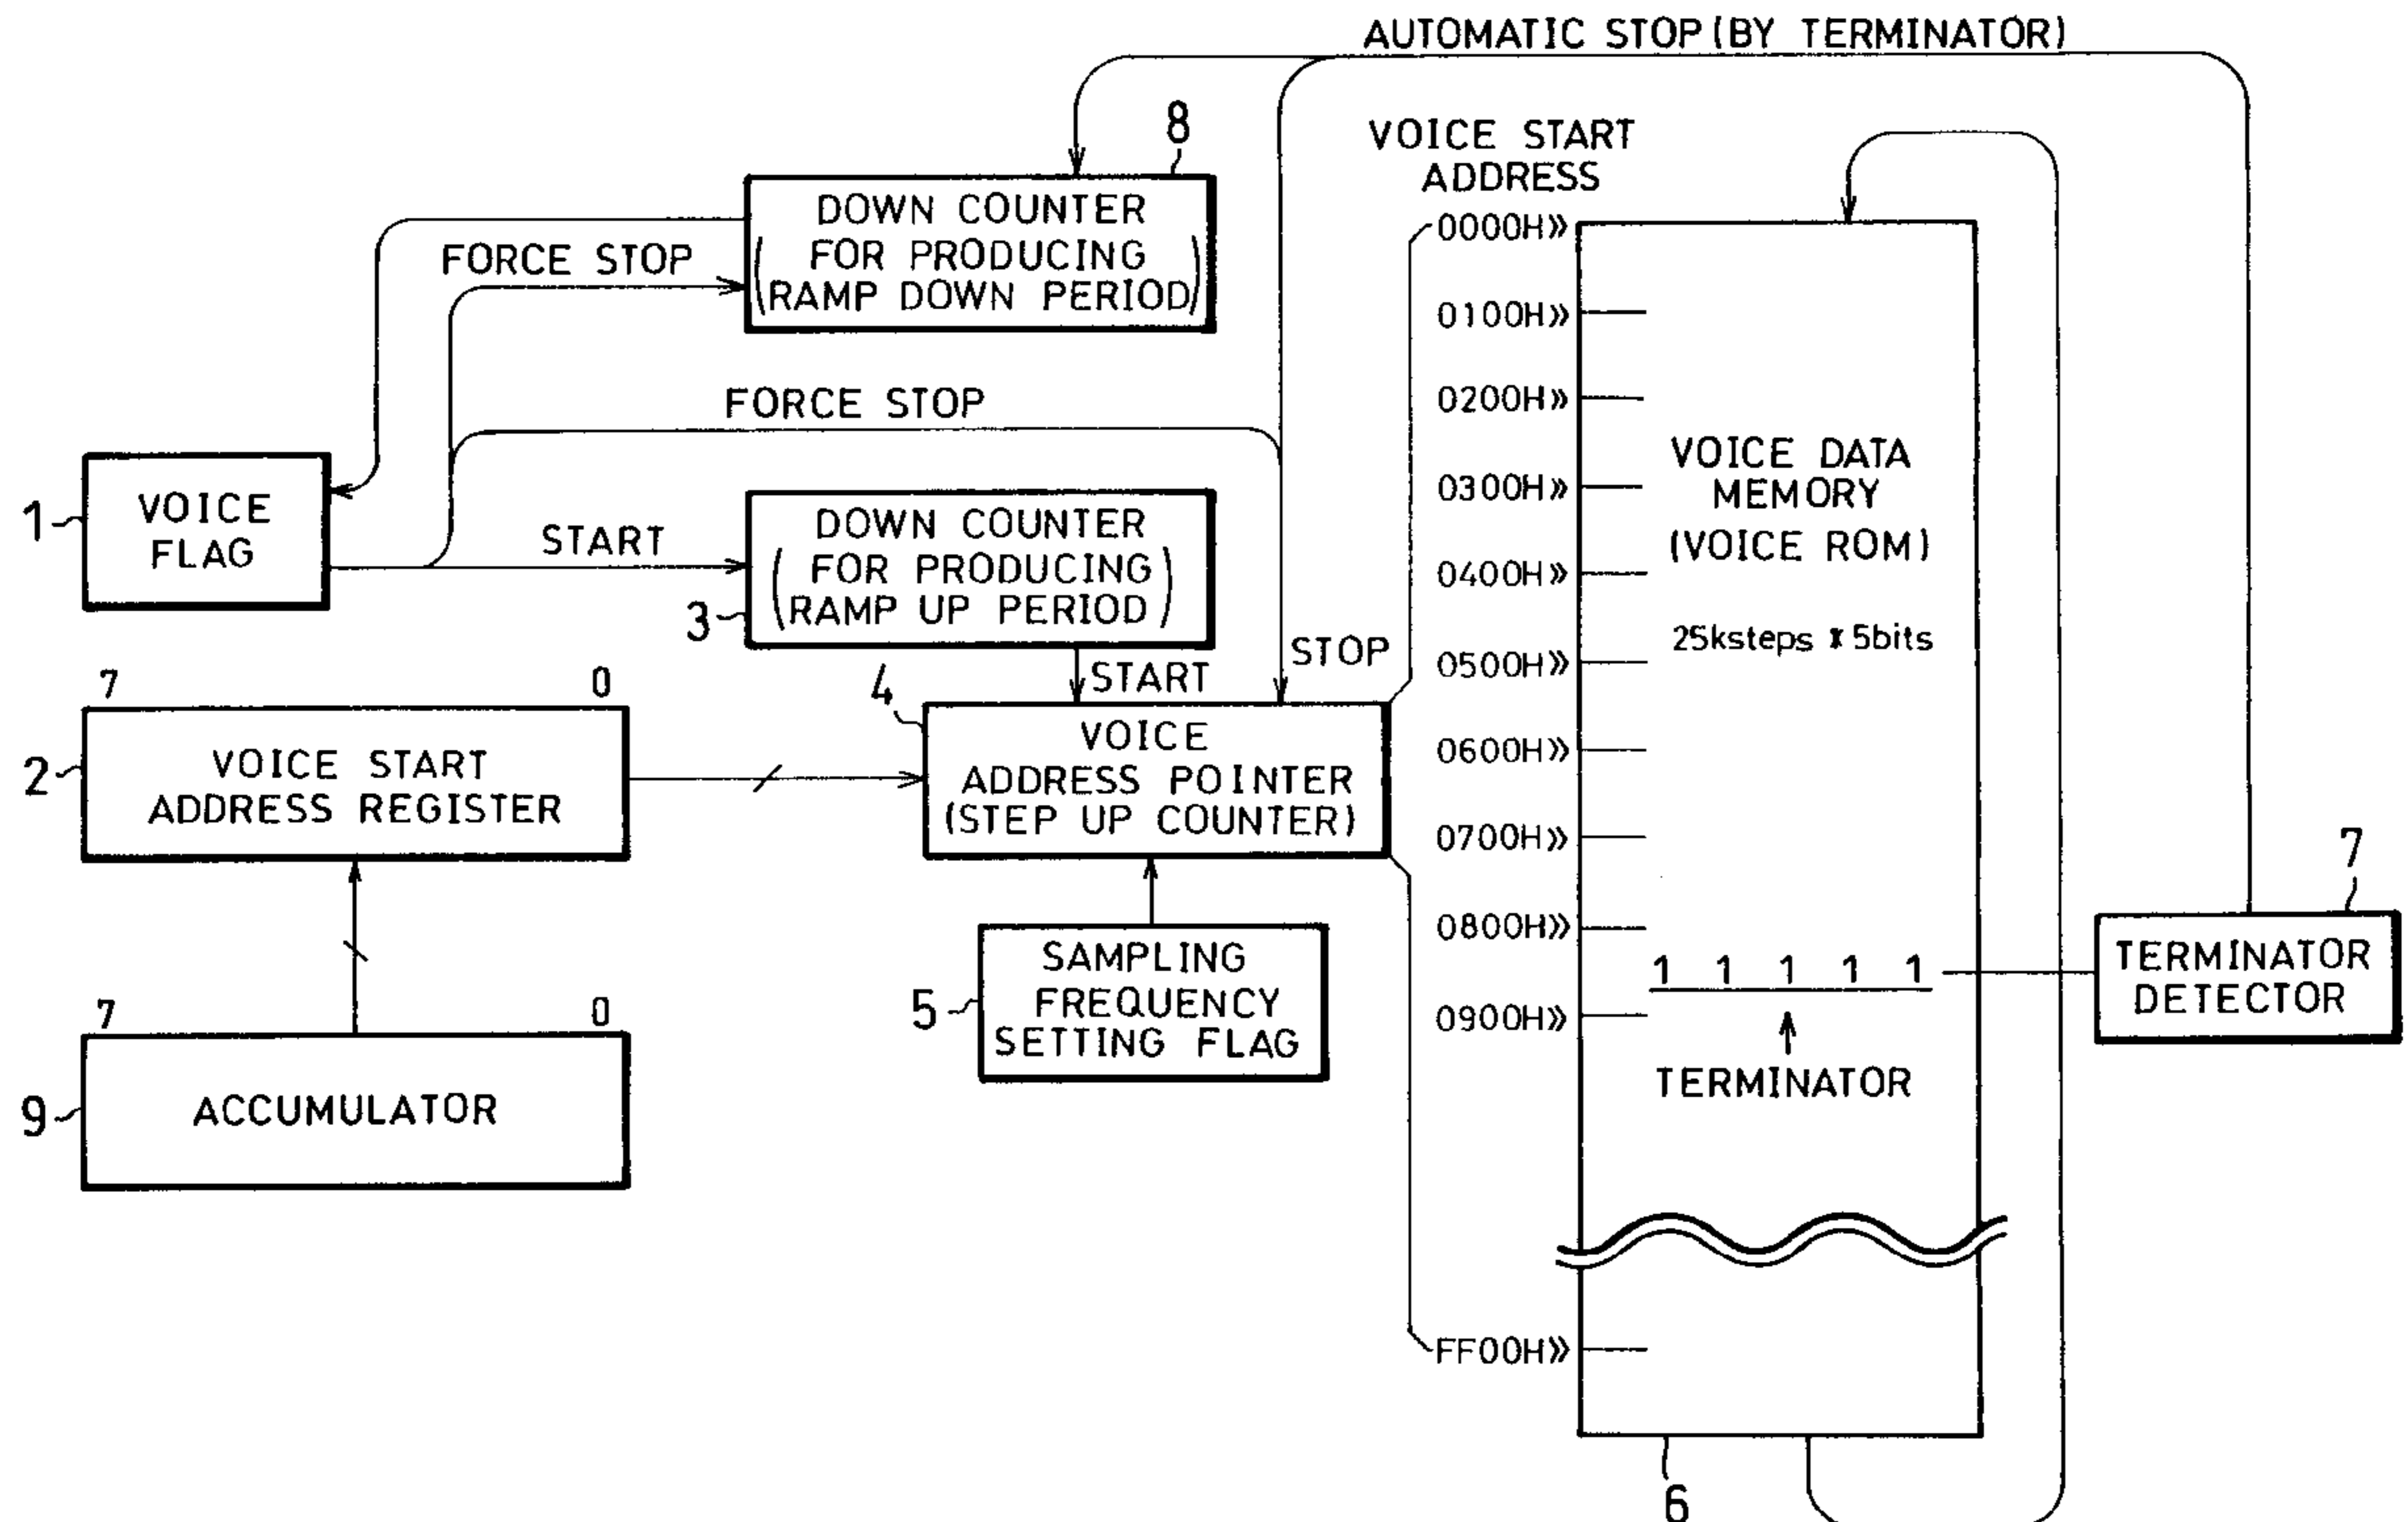 AUTOMATIC STOP (BY TERMINATOR)
8
DOWN COUNTER
(FOR PRODUCING
RAMP DOWN PERIOD)
FORCE STOP
FORCE STOP
1
VOICE
FLAG
START
3
DOWN COUNTER
(FOR PRODUCING
RAMP UP PERIOD)
START
STOP
7 0
2
VOICE START
ADDRESS REGISTER
4
VOICE
ADDRESS POINTER
(STEP UP COUNTER)
5
SAMPLING
FREQUENCY
SETTING FLAG
7 0
9
ACCUMULATOR
VOICE START
ADDRESS
0000H»
0100H»
0200H»
0300H»
0400H»
0500H»
0600H»
0700H»
0800H»
0900H»
FF00H»
VOICE DATA
MEMORY
(VOICE ROM)
25ksteps * 5bits
1 1 1 1 1
TERMINATOR
7
TERMINATOR
DETECTOR
6